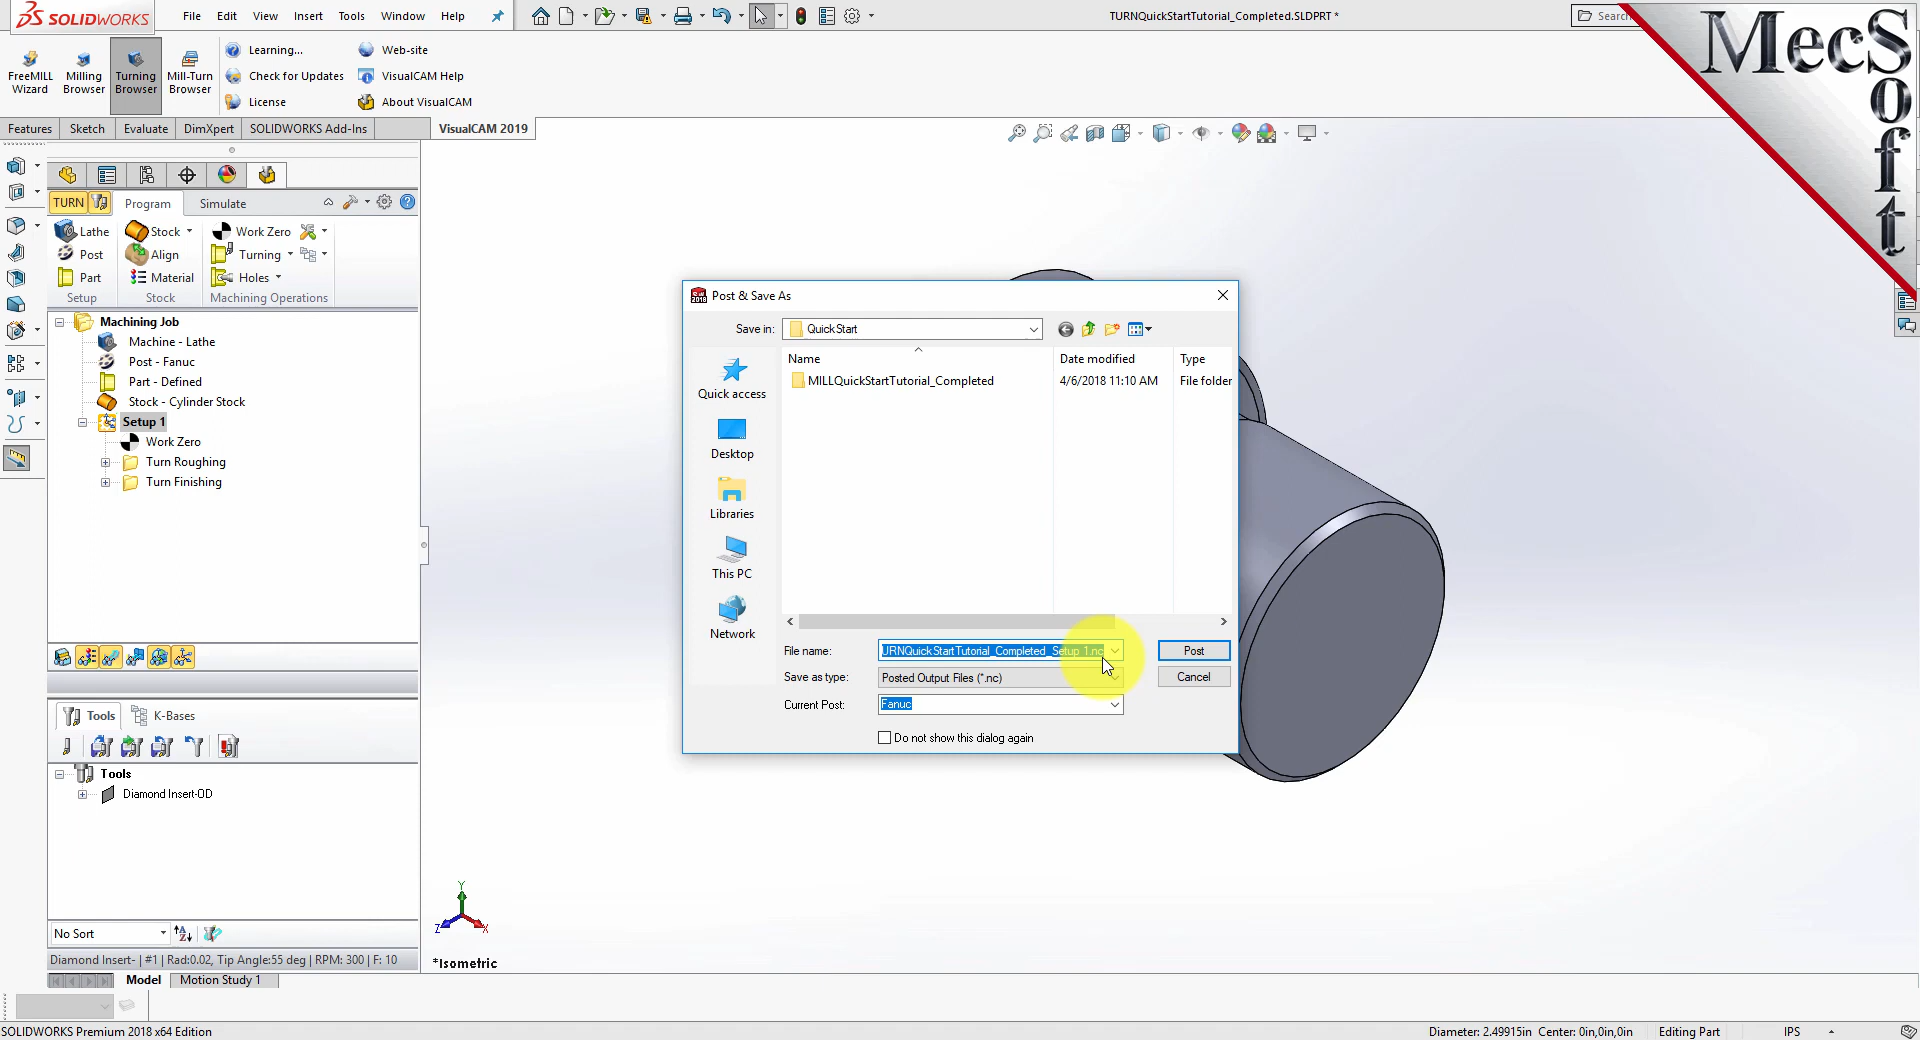 SOLIDWORKS
File Edit View Insert Tools Window Help
TURNQuickStartTutorial_Completed.SLDPRT *
Search
MecSoft
FreeMILL Wizard
Milling Browser
Turning Browser
Mill-Turn Browser
Learning...
Check for Updates
License
Web-site
VisualCAM Help
About VisualCAM
Features Sketch Evaluate DimXpert SOLIDWORKS Add-Ins VisualCAM 2019
TURN Program Simulate
Lathe Stock Work Zero
Post Align Turning
Part Material Holes
Setup Stock Machining Operations
Machining Job
Machine - Lathe
Post - Fanuc
Part - Defined
Stock - Cylinder Stock
Setup 1
Work Zero
Turn Roughing
Turn Finishing
Tools K-Bases
Tools
Diamond Insert-OD
No Sort
Diamond Insert- | #1 | Rad:0.02, Tip Angle:55 deg | RPM: 300 | F: 10
Model Motion Study 1
SOLIDWORKS Premium 2018 x64 Edition
Post & Save As
Save in: QuickStart
Name Date modified Type
MILLQuickStartTutorial_Completed 4/6/2018 11:10 AM File folder
Quick access
Desktop
Libraries
This PC
Network
File name: URNQuickStartTutorial_Completed_Setup 1.nc Post
Save as type: Posted Output Files (*.nc) Cancel
Current Post: Fanuc
Do not show this dialog again
Y
Z X
*Isometric
Diameter: 2.49915in Center: 0in,0in,0in Editing Part IPS